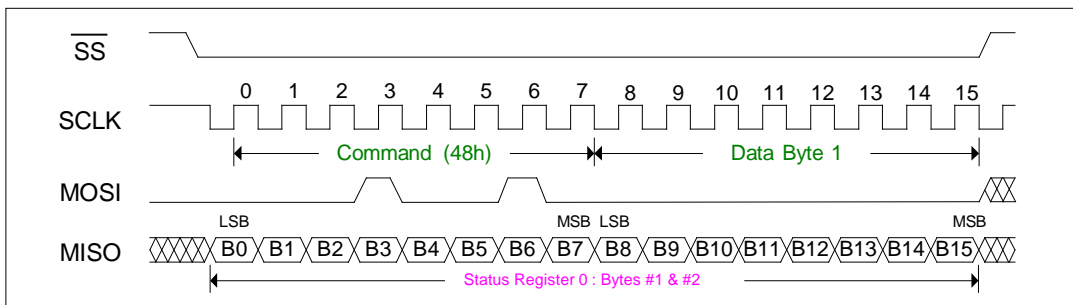 SS
0 1 2 3 4 5 6 7 8 9 10 11 12 13 14 15
SCLK
Command (48h) Data Byte 1
MOSI
LSB MSB LSB MSB
MISO B0 B1 B2 B3 B4 B5 B6 B7 B8 B9 B10 B11 B12 B13 B14 B15
Status Register 0 : Bytes #1 & #2